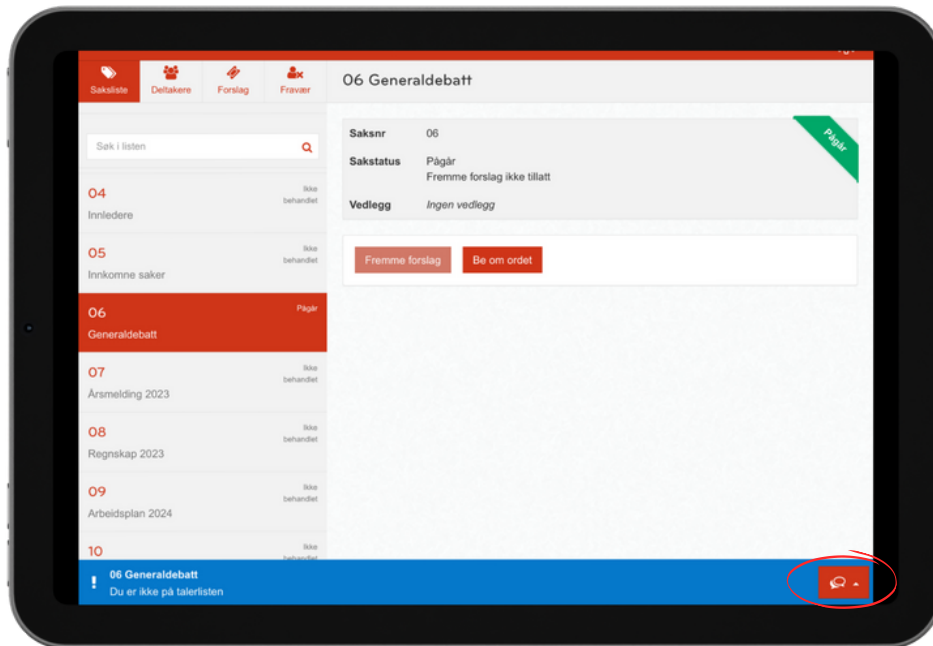 Saksliste
Deltakere
Forslag
Fravær
06 Generaldebatt
Søk i listen
04
Ikke
behandlet
Innledere
05
Ikke
behandlet
Innkomne saker
06
Pågår
Generaldebatt
07
Ikke
behandlet
Årsmelding 2023
08
Ikke
behandlet
Regnskap 2023
09
Ikke
behandlet
Arbeidsplan 2024
10
Ikke
behandlet
Saksnr 06
Sakstatus Pågår
Fremme forslag ikke tillatt
Vedlegg Ingen vedlegg
Pågår
Fremme forslag
Be om ordet
06 Generaldebatt
Du er ikke på talerlisten